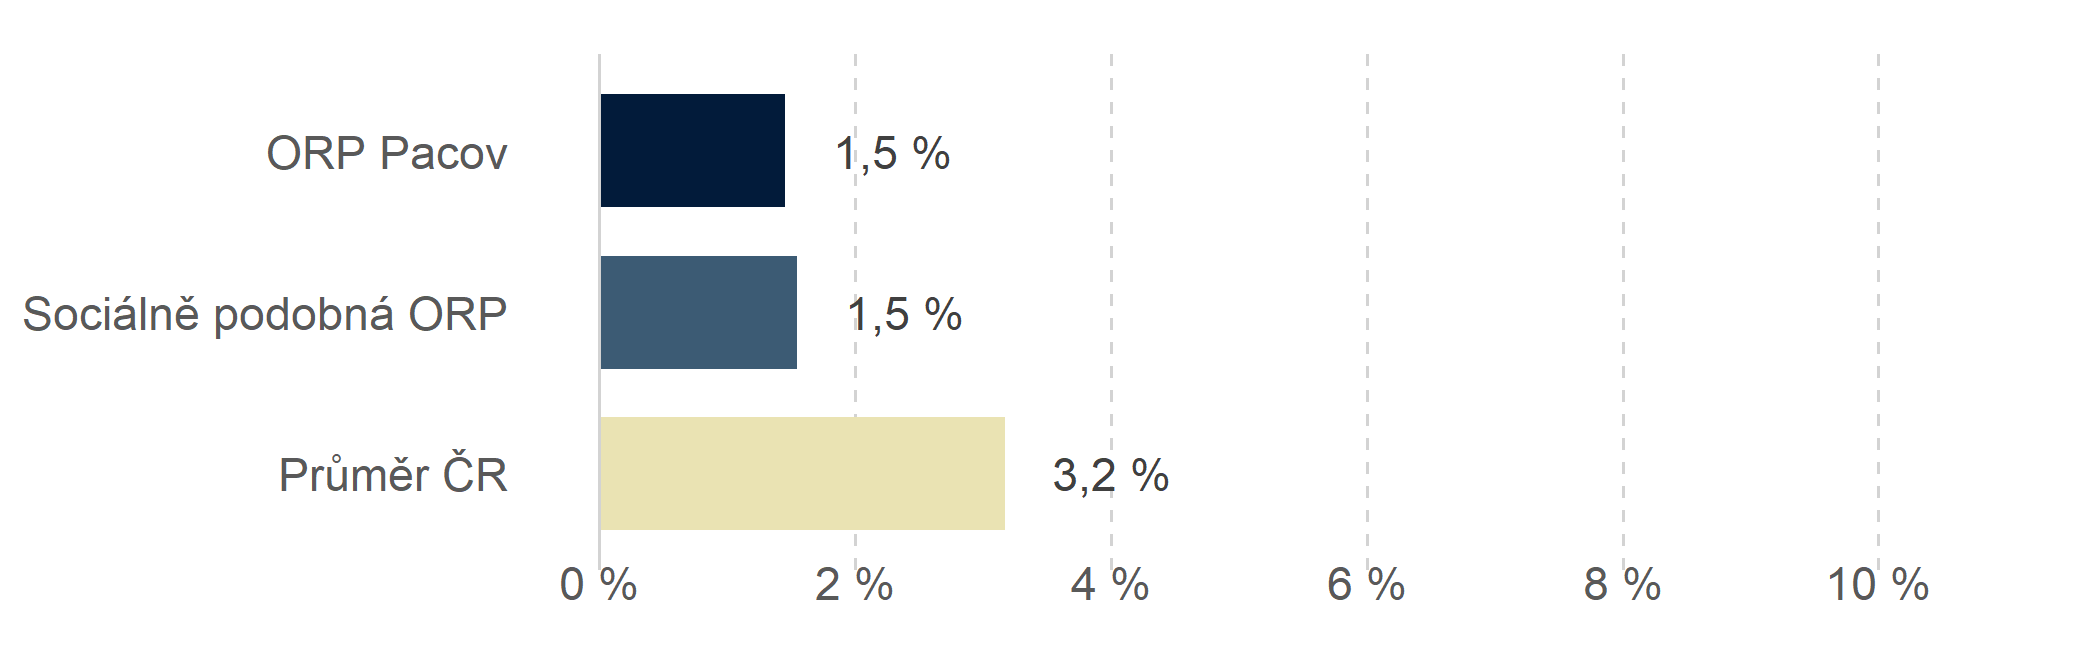 ORP Pacov 1,5 %
Sociálně podobná ORP 1,5 %
Průměr ČR 3,2 %
0 % 2 % 4 % 6 % 8 % 10 %